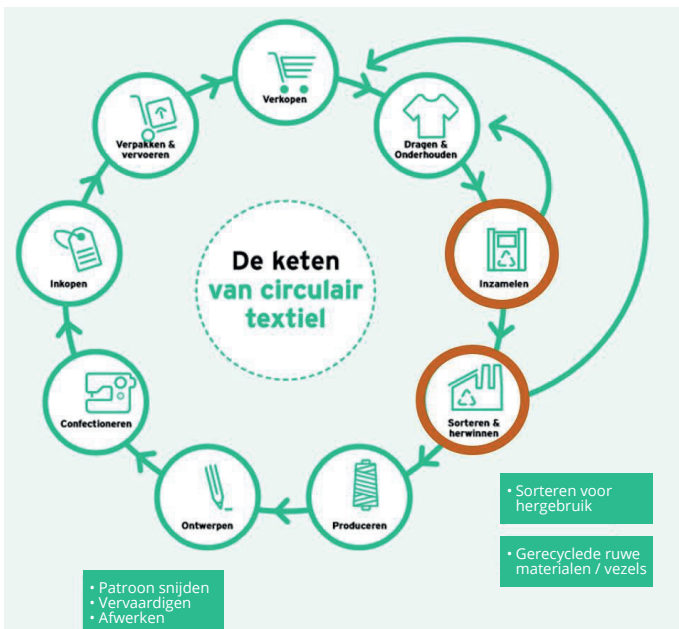 De keten
van circulair
textiel
Verkopen
Dragen &
Onderhouden
Inzamelen
Sorteren &
herwinnen
Produceren
Ontwerpen
Confectioneren
Inkopen
Verpakken &
vervoeren
• Sorteren voor
hergebruik
• Gerecyclede ruwe
materialen / vezels
• Patroon snijden
• Vervaardigen
• Afwerken